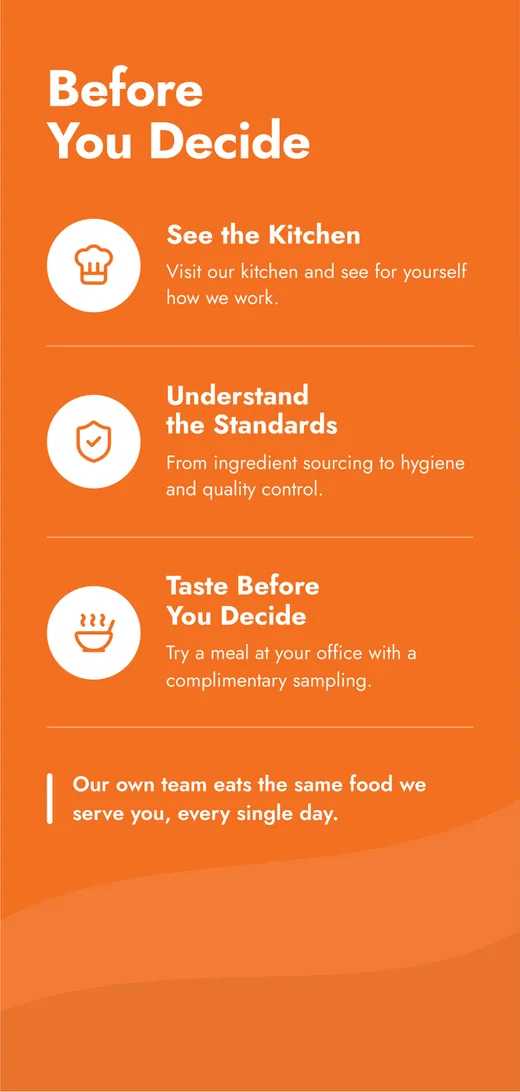 Before
You Decide
See the Kitchen
Visit our kitchen and see for yourself
how we work.
Understand
the Standards
From ingredient sourcing to hygiene
and quality control.
Taste Before
You Decide
Try a meal at your office with a
complimentary sampling.
Our own team eats the same food we
serve you, every single day.